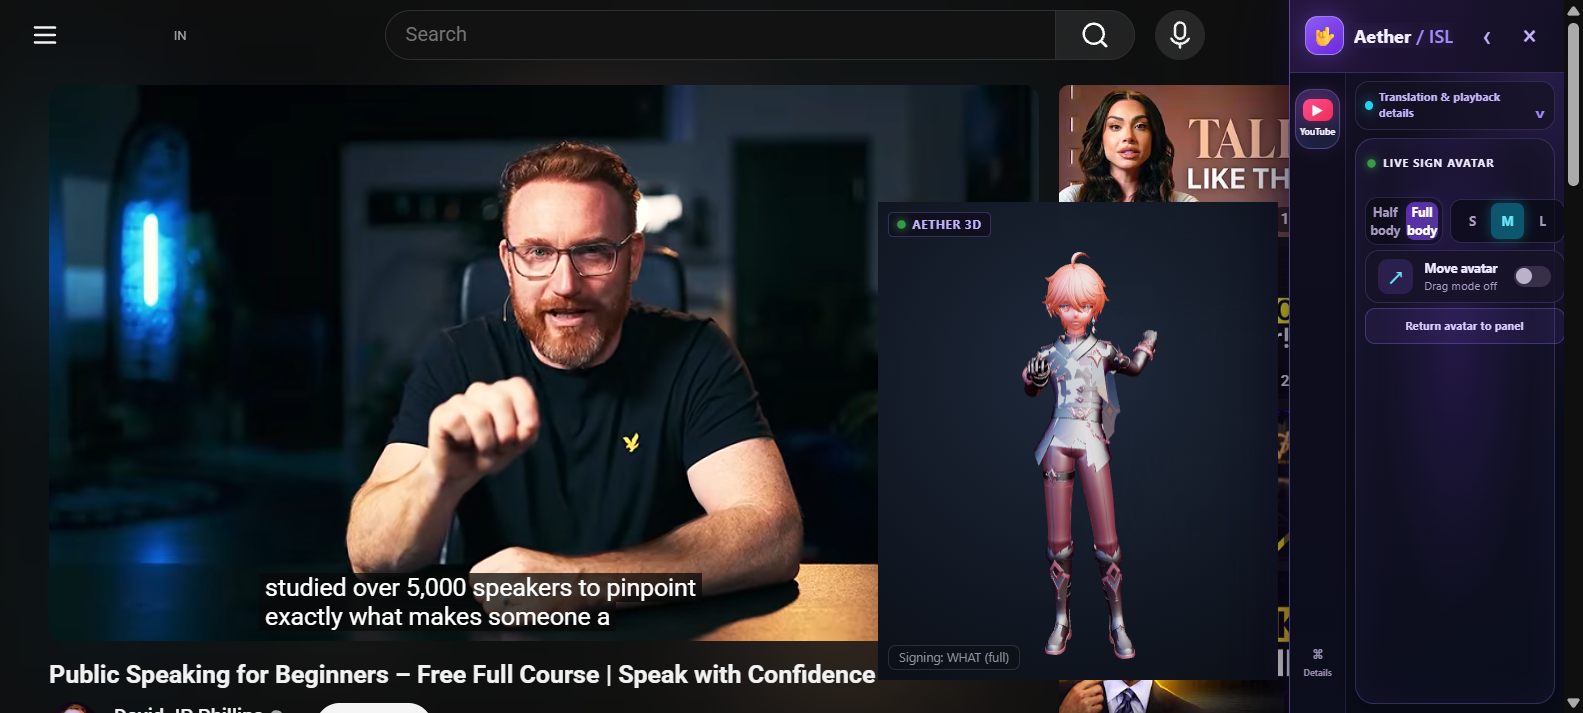 IN
Search
studied over 5,000 speakers to pinpoint
exactly what makes someone a
Public Speaking for Beginners – Free Full Course | Speak with Confidence
TAL
LIKE TH
AETHER 3D
Signing: WHAT (full)
Aether / ISL
YouTube
Translation & playback
details
LIVE SIGN AVATAR
Half
body
Full
body
S
M
L
Move avatar
Drag mode off
Return avatar to panel
Details